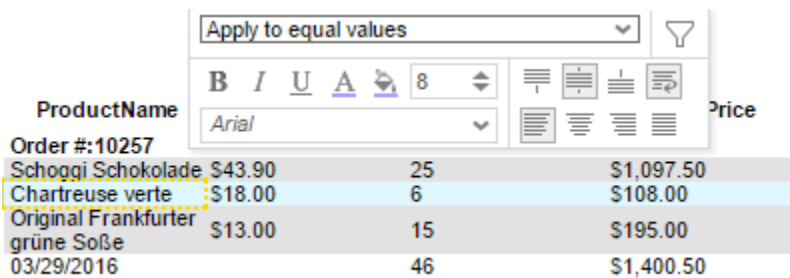 Apply to equal values
B I U A 8
ProductName Arial Price
Order #:10257
Schoggi Schokolade $43.90 25 $1,097.50
Chartreuse verte $18.00 6 $108.00
Original Frankfurter
grüne Soße $13.00 15 $195.00
03/29/2016 46 $1,400.50